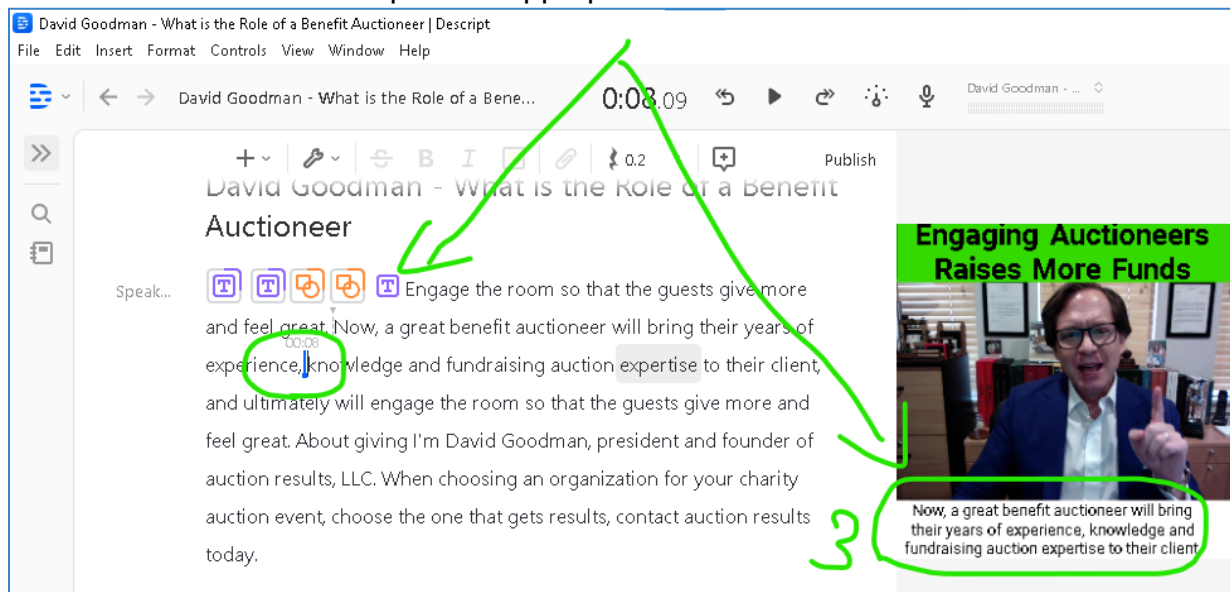 David Goodman - What is the Role of a Benefit Auctioneer | Descript
File Edit Insert Format Controls View Window Help
David Goodman - What is the Role of a Bene...
0:08.09
David Goodman - ...
B I
0.2
Publish
David Goodman - What is the Role of a Benefit
Auctioneer
Speak...
T T T Engage the room so that the guests give more
and feel great. Now, a great benefit auctioneer will bring their years of
00:08
experience, knowledge and fundraising auction expertise to their client,
and ultimately will engage the room so that the guests give more and
feel great. About giving I'm David Goodman, president and founder of
auction results, LLC. When choosing an organization for your charity
auction event, choose the one that gets results, contact auction results
today.
Engaging Auctioneers
Raises More Funds
3
Now, a great benefit auctioneer will bring
their years of experience, knowledge and
fundraising auction expertise to their client